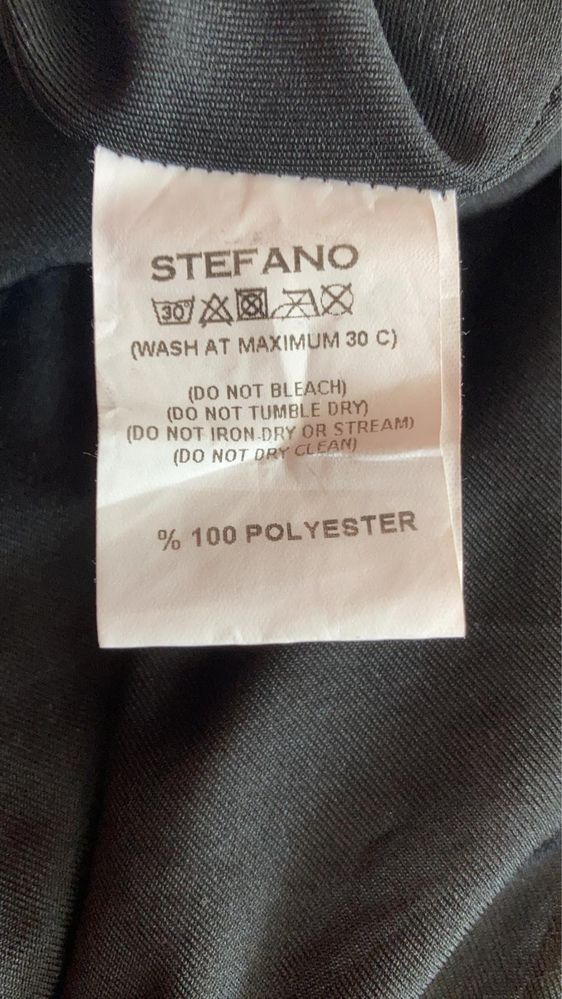 STEFANO
30°
(WASH AT MAXIMUM 30 C)
(DO NOT BLEACH)
(DO NOT TUMBLE DRY)
(DO NOT IRON DRY OR STREAM)
(DO NOT DRY CLEAN)
% 100 POLYESTER